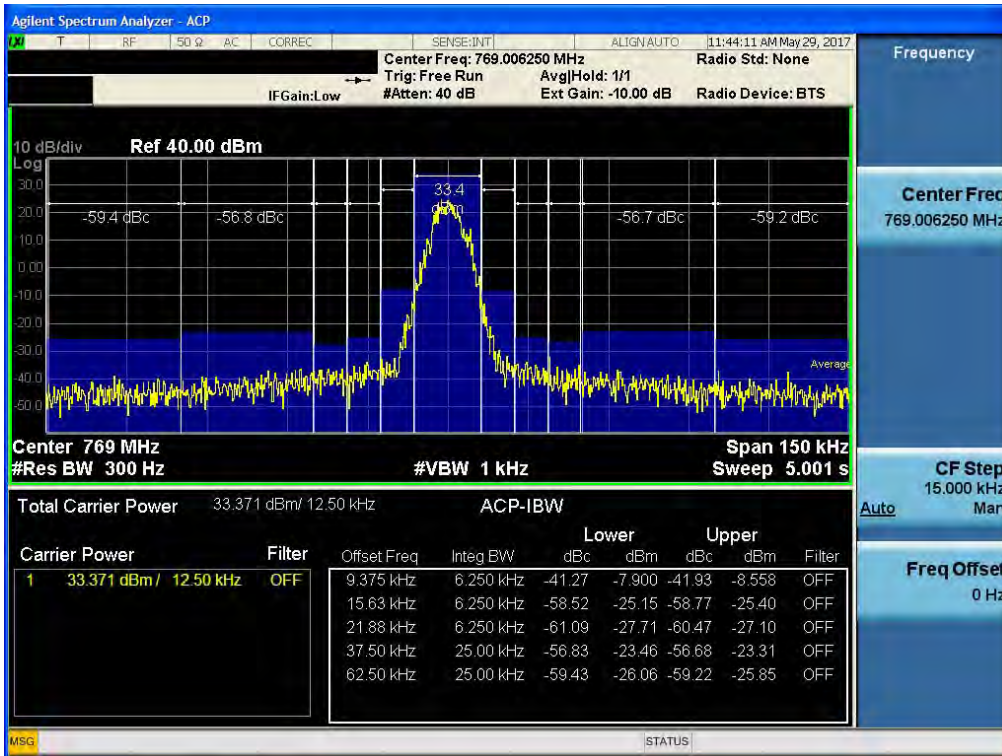 Agilent Spectrum Analyzer - ACP
LXI T RF 50 Ω AC CORREC SENSE:INT ALIGN AUTO 11:44:11 AM May 29, 2017
Center Freq: 769.006250 MHz Radio Std: None
Trig: Free Run Avg|Hold: 1/1
IFGain:Low #Atten: 40 dB Ext Gain: -10.00 dB Radio Device: BTS
10 dB/div Ref 40.00 dBm
Log
30.0
20.0
10.0
0.00
-10.0
-20.0
-30.0
-40.0
-50.0
33.4
dBm
-59.4 dBc -56.8 dBc -56.7 dBc -59.2 dBc
Average
Center 769 MHz Span 150 kHz
#Res BW 300 Hz #VBW 1 kHz Sweep 5.001 s
Total Carrier Power 33.371 dBm/ 12.50 kHz ACP-IBW
Lower Upper
Carrier Power Filter
1 33.371 dBm / 12.50 kHz OFF
Offset Freq Integ BW dBc dBm dBc dBm Filter
9.375 kHz 6.250 kHz -41.27 -7.900 -41.93 -8.558 OFF
15.63 kHz 6.250 kHz -58.52 -25.15 -58.77 -25.40 OFF
21.88 kHz 6.250 kHz -61.09 -27.71 -60.47 -27.10 OFF
37.50 kHz 25.00 kHz -56.83 -23.46 -56.68 -23.31 OFF
62.50 kHz 25.00 kHz -59.43 -26.06 -59.22 -25.85 OFF
MSG STATUS
Frequency
Center Freq
769.006250 MHz
CF Step
15.000 kHz
Auto Man
Freq Offset
0 Hz